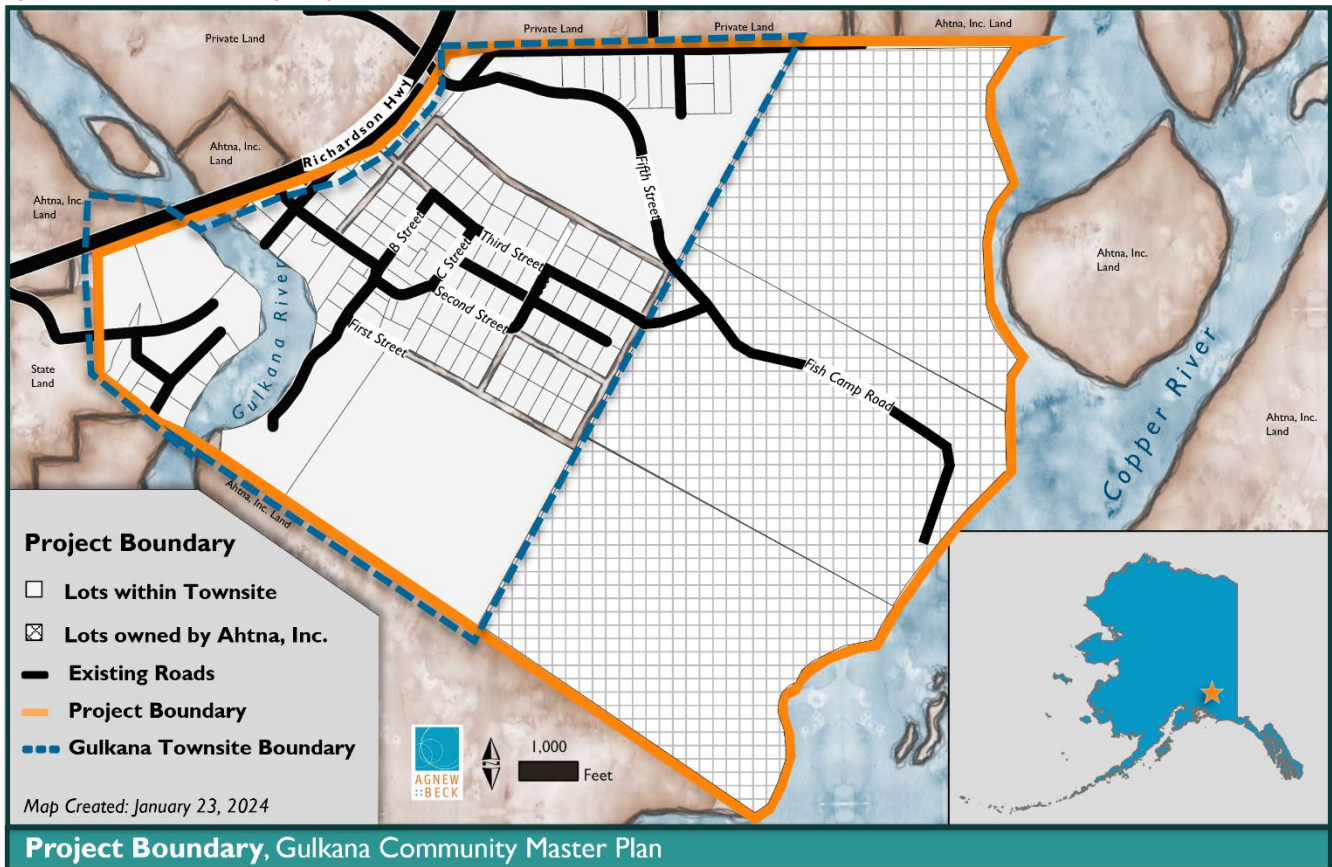 Private Land
Private Land
Private Land
Ahtna, Inc. Land
Richardson Hwy
Ahtna, Inc.
Land
Ahtna, Inc.
Land
Fifth Street
B Street
C Street
Third Street
Second Street
First Street
Gulkana River
State
Land
Fish Camp Road
Ahtna, Inc.
Land
Copper River
Ahtna, Inc.
Land
Ahtna, Inc. Land
Project Boundary
Lots within Townsite
Lots owned by Ahtna, Inc.
Existing Roads
Project Boundary
Gulkana Townsite Boundary
Map Created: January 23, 2024
AGNEW
::BECK
N
1,000
Feet
Project Boundary, Gulkana Community Master Plan